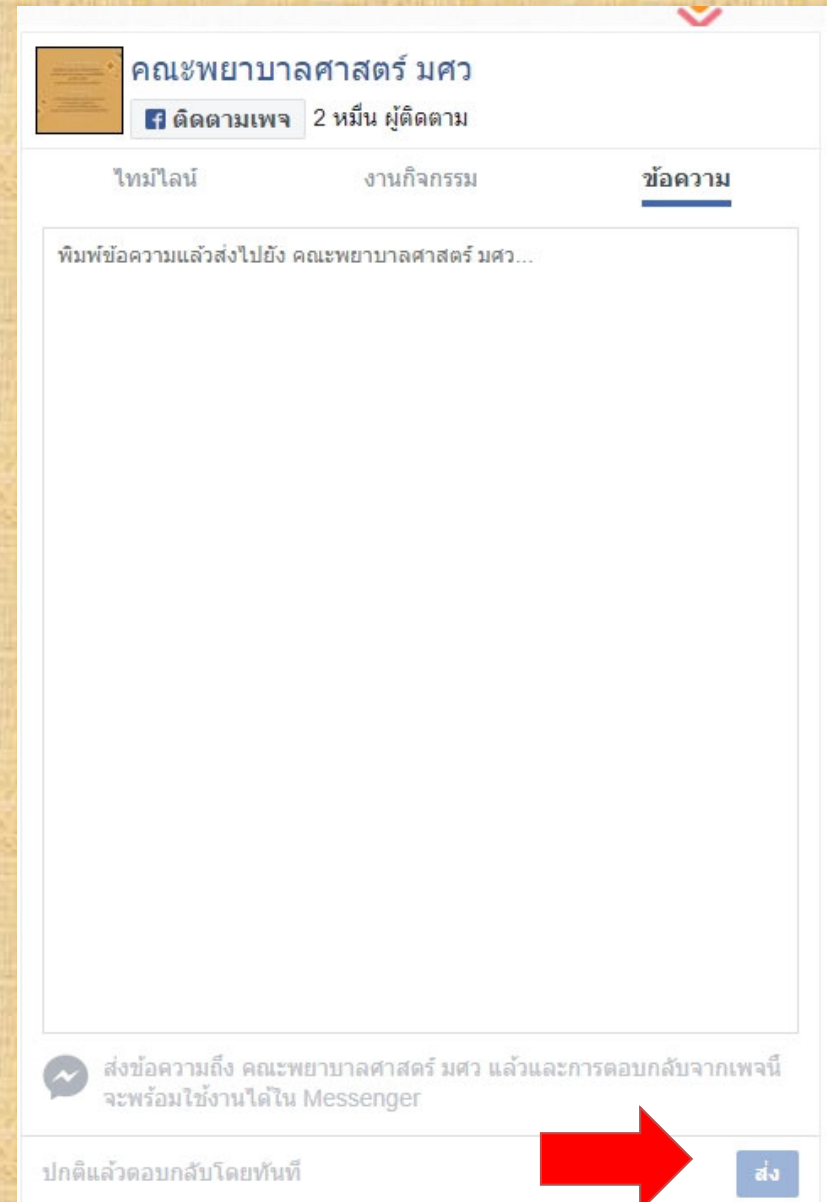 คณะพยาบาลศาสตร์ มศว
ติดตามเพจ 2 หมื่น ผู้ติดตาม
ไทม์ไลน์ งานกิจกรรม ข้อความ
พิมพ์ข้อความแล้วส่งไปยัง คณะพยาบาลศาสตร์ มศว...
ส่งข้อความถึง คณะพยาบาลศาสตร์ มศว แล้วและการตอบกลับจากเพจนี้
จะพร้อมใช้งานได้ใน Messenger
ปกติแล้วตอบกลับโดยทันที ส่ง